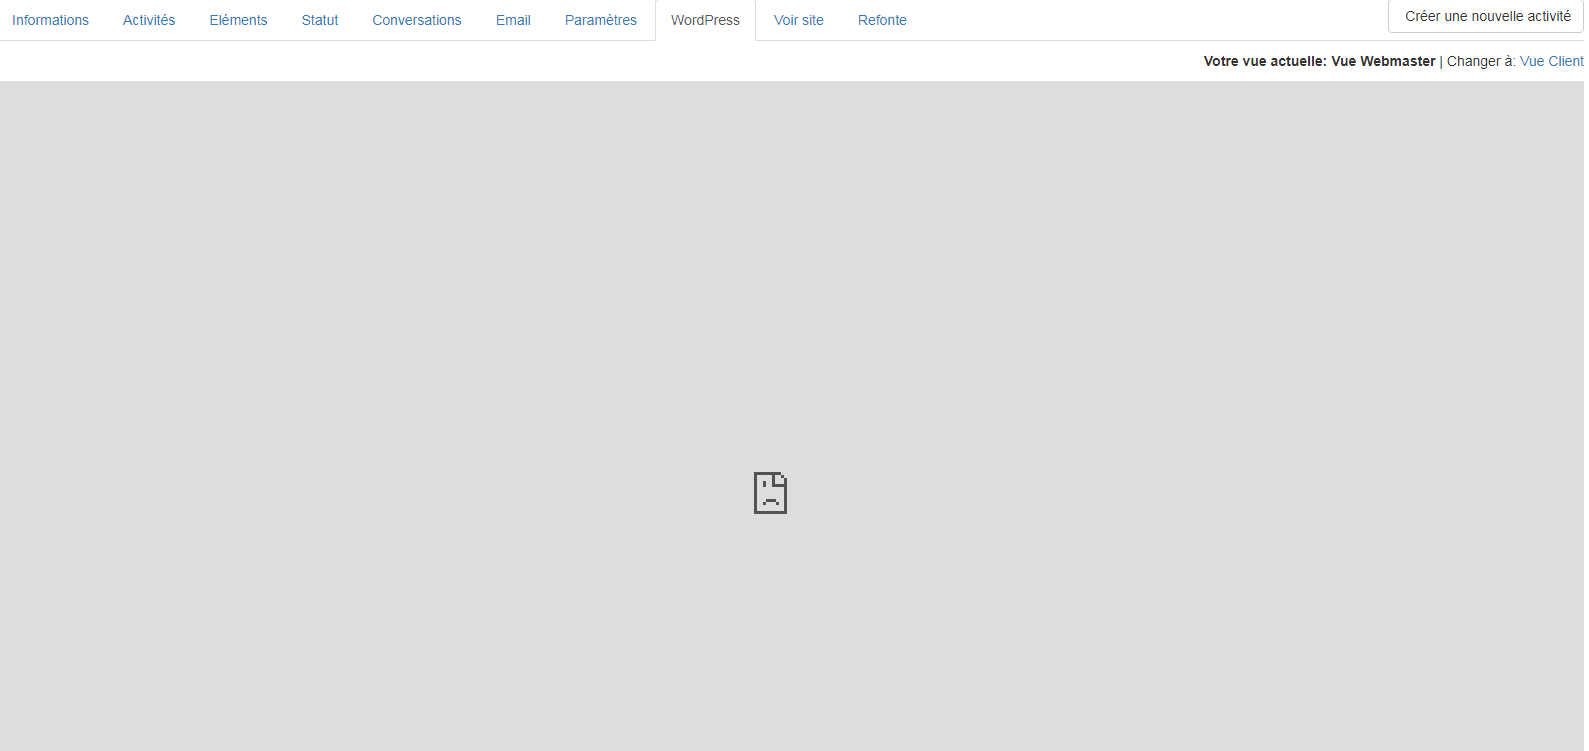 Informations Activités Eléments Statut Conversations Email Paramètres WordPress Voir site Refonte Créer une nouvelle activité
Votre vue actuelle: Vue Webmaster | Changer à: Vue Client